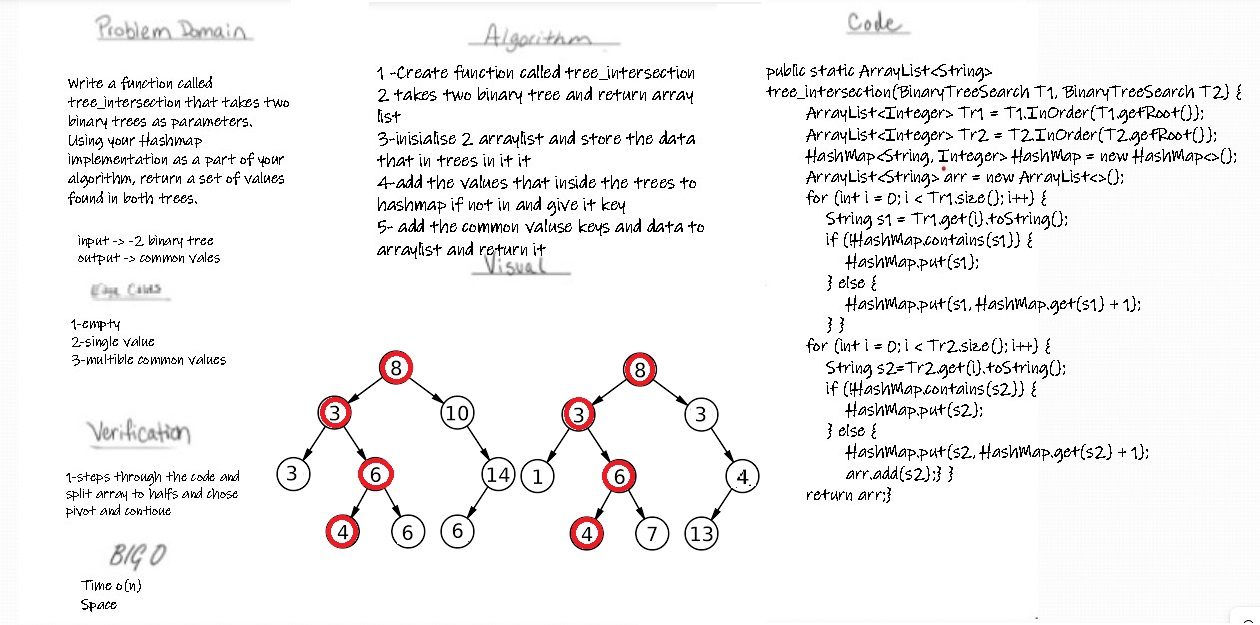 Problem Domain
Write a function called
tree_intersection that takes two
binary trees as parameters.
Using your Hashmap
implementation as a part of your
algorithm, return a set of values
found in both trees.
input -> -2 binary tree
output -> common vales
Edge Cases
1-empty
2-single value
3-multible common values
Verification
1-steps through the code and
split array to halfs and chose
pivot and contioue
BIG O
Time o(n)
Space
Algorithm
1 -Create function called tree_intersection
2 takes two binary tree and return array
list
3-inisialise 2 arraylist and store the data
that in trees in it it
4-add the values that inside the trees to
hashmap if not in and give it key
5- add the common valuse keys and data to
arraylist and return it
Visual
8
3
10
3
6
14
4
6
6
8
3
3
1
6
4
4
7
13
Code
public static ArrayList<String>
tree_intersection(BinaryTreeSearch T1, BinaryTreeSearch T2) {
ArrayList<Integer> Tr1 = T1.InOrder(T1.getRoot());
ArrayList<Integer> Tr2 = T2.InOrder(T2.getRoot());
HashMap<String, Integer> HashMap = new HashMap<>();
ArrayList<String> arr = new ArrayList<>();
for (int i = 0; i < Tr1.size(); i++) {
String s1 = Tr1.get(i).toString();
if (!HashMap.contains(s1)) {
HashMap.put(s1);
} else {
HashMap.put(s1, HashMap.get(s1) + 1);
} }
for (int i = 0; i < Tr2.size(); i++) {
String s2=Tr2.get(i).toString();
if (!HashMap.contains(s2)) {
HashMap.put(s2);
} else {
HashMap.put(s2, HashMap.get(s2) + 1);
arr.add(s2);} }
return arr;}